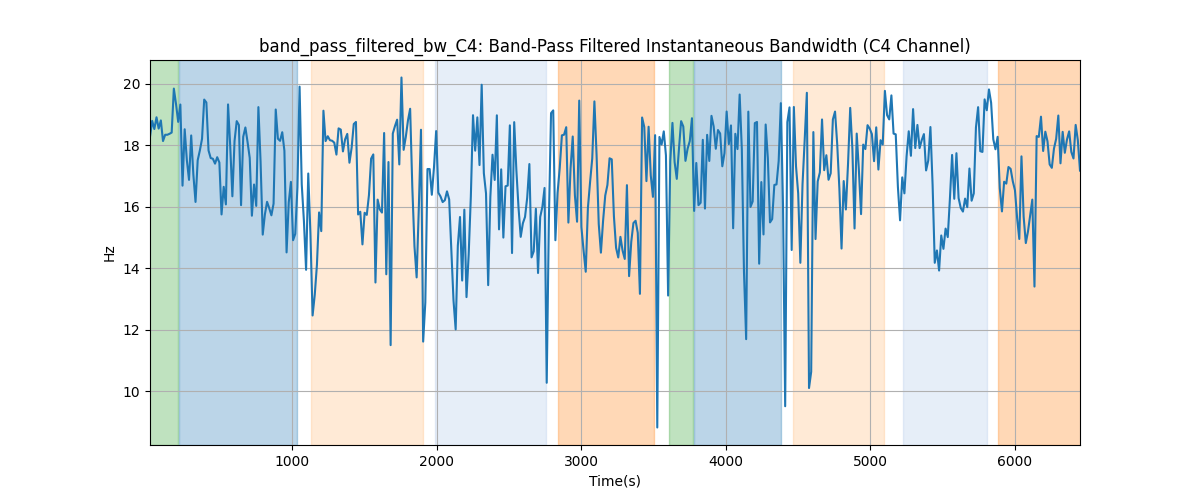 band_pass_filtered_bw_C4: Band-Pass Filtered Instantaneous Bandwidth (C4 Channel)
20
18
16
14
12
10
Hz
1000 2000 3000 4000 5000 6000
Time(s)